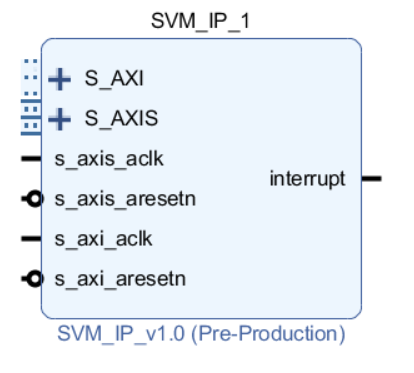 SVM_IP_1
S_AXI
S_AXIS
s_axis_aclk
interrupt
s_axis_aresetn
s_axi_aclk
s_axi_aresetn
SVM_IP_v1.0 (Pre-Production)